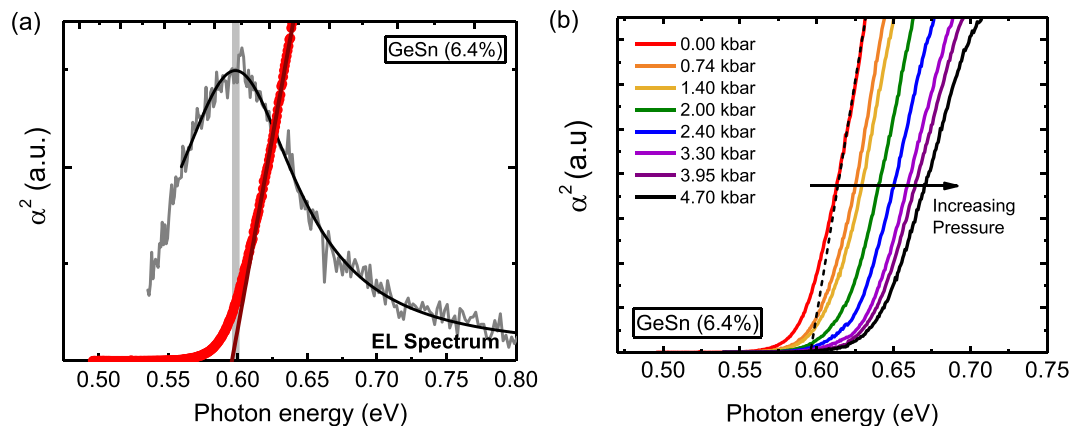 (a)
GeSn (6.4%)
α² (a.u.)
EL Spectrum
0.50 0.55 0.60 0.65 0.70 0.75 0.80
Photon energy (eV)
(b)
0.00 kbar
0.74 kbar
1.40 kbar
2.00 kbar
2.40 kbar
3.30 kbar
3.95 kbar
4.70 kbar
α² (a.u)
Increasing
Pressure
GeSn (6.4%)
0.50 0.55 0.60 0.65 0.70 0.75
Photon energy (eV)